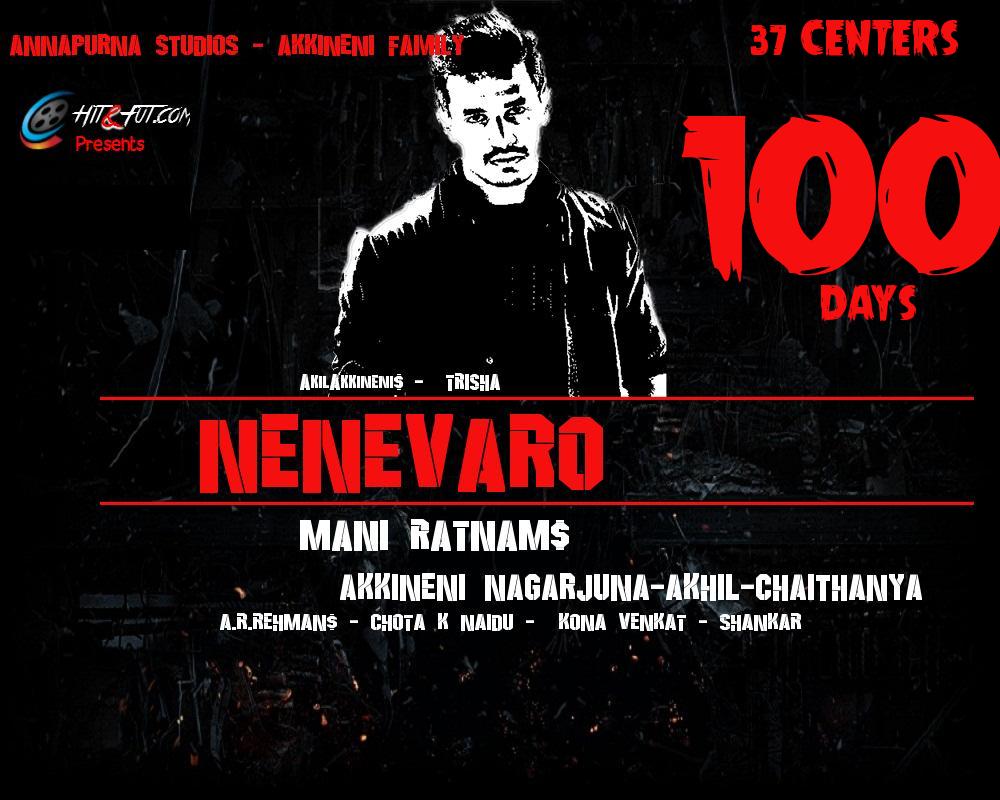 ANNAPURNA STUDIOS - AKKINENI FAMILY
37 CENTERS
HIT&FUT.COM
Presents
100
DAYS
AKILAKKINENI$ - TRISHA
NENEVARO
MANI RATNAM$
AKKINENI NAGARJUNA-AKHIL-CHAITHANYA
A.R.REHMAN$ - CHOTA K NAIDU - KONA VENKAT - SHANKAR